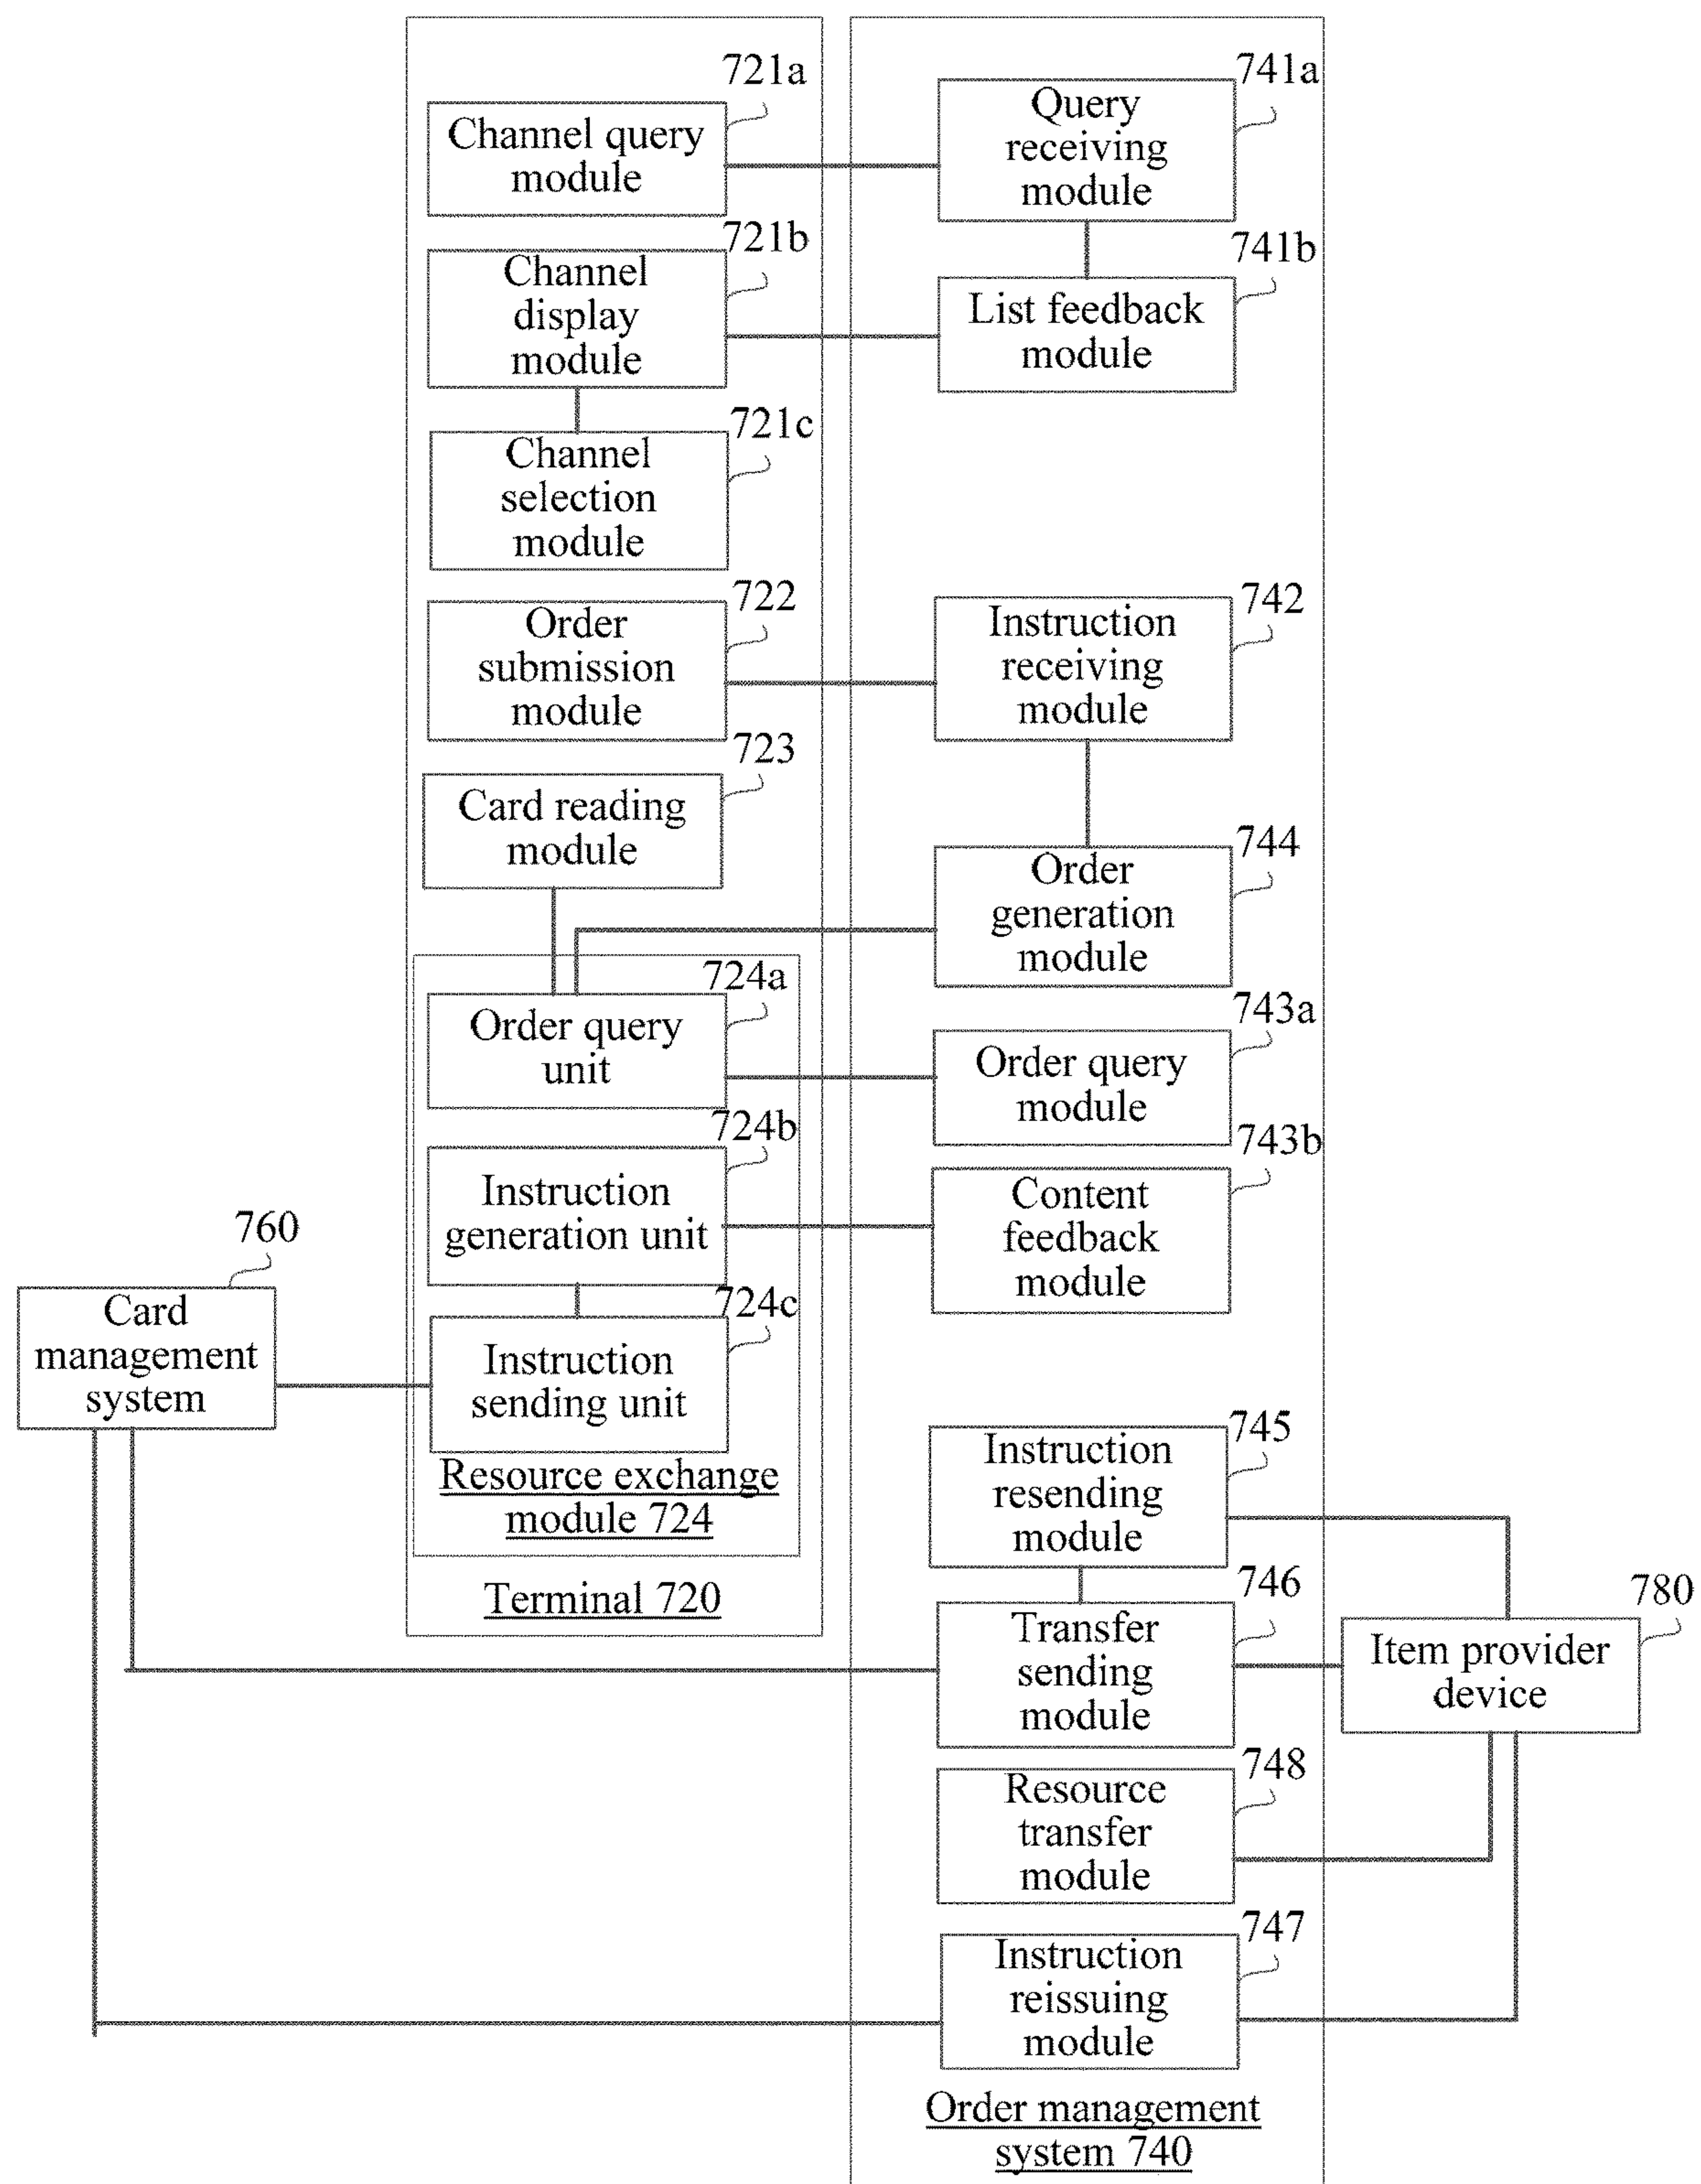 721a
Channel query
module
741a
Query
receiving
module
721b
Channel
display
module
741b
List feedback
module
721c
Channel
selection
module
722
Order
submission
module
742
Instruction
receiving
module
723
Card reading
module
744
Order
generation
module
724a
Order query
unit
743a
Order query
module
724b
Instruction
generation unit
743b
Content
feedback
module
760
Card
management
system
724c
Instruction
sending unit
Resource exchange
module 724
Terminal 720
745
Instruction
resending
module
746
Transfer
sending
module
780
Item provider
device
748
Resource
transfer
module
747
Instruction
reissuing
module
Order management
system 740